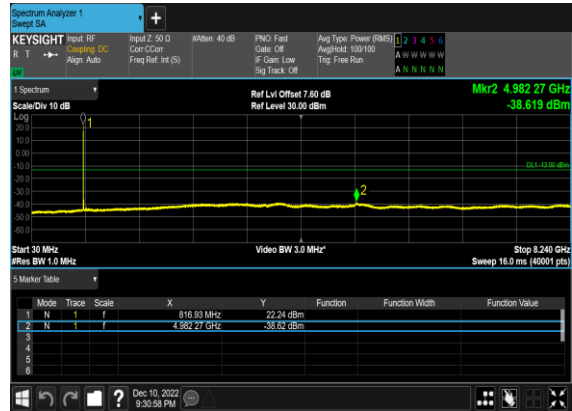 Spectrum Analyzer 1
Swept SA
+
KEYSIGHT
R T
Input: RF
Coupling: DC
Align: Auto
Input Z: 50 Ω
Corr CCorr
Freq Ref: Int (S)
#Atten: 40 dB
PNO: Fast
Gate: Off
IF Gain: Low
Sig Track: Off
Avg Type: Power (RMS)
Avg|Hold: 100/100
Trig: Free Run
1 2 3 4 5 6
A W W W W W
A N N N N N
1 Spectrum
Scale/Div 10 dB
Ref Lvl Offset 7.60 dB
Ref Level 30.00 dBm
Mkr2 4.982 27 GHz
-38.619 dBm
Log
20.0
10.0
0.00
-10.0
-20.0
-30.0
-40.0
-50.0
-60.0
1
2
DL1 -13.00 dBm
Start 30 MHz
#Res BW 1.0 MHz
Video BW 3.0 MHz*
Stop 8.240 GHz
Sweep 16.0 ms (40001 pts)
5 Marker Table
Mode Trace Scale X Y Function Function Width Function Value
1 N 1 f 816.93 MHz 22.24 dBm
2 N 1 f 4.982 27 GHz -38.62 dBm
3
4
5
6
?
Dec 10, 2022
9:30:58 PM